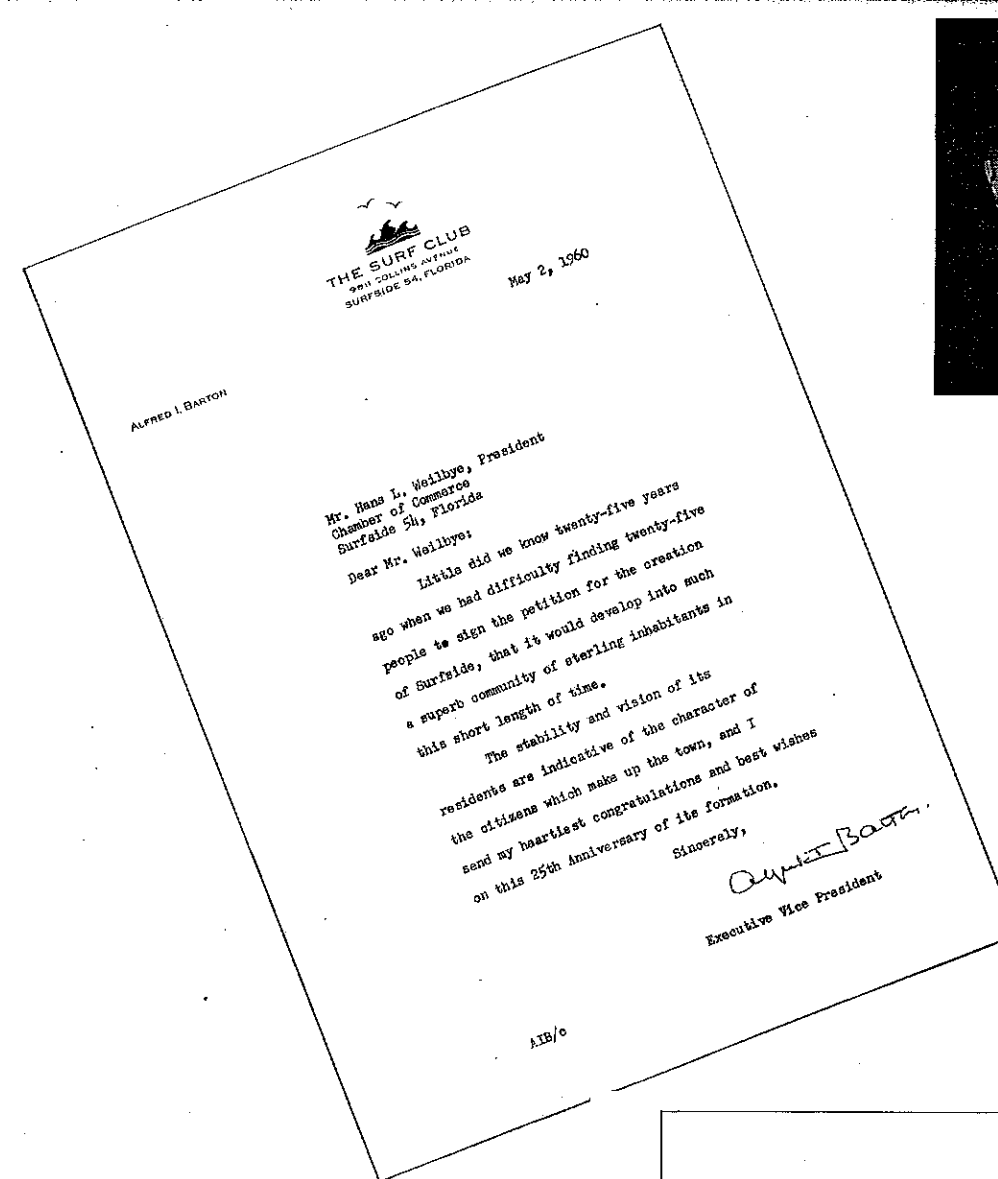 THE SURF CLUB
9011 COLLINS AVENUE
SURFSIDE 54, FLORIDA
May 2, 1960
ALFRED I. BARTON
Mr. Hans L. Weilbye, President
Chamber of Commerce
Surfside 54, Florida
Dear Mr. Weilbye:
Little did we know twenty-five years
ago when we had difficulty finding twenty-five
people to sign the petition for the creation
of Surfside, that it would develop into such
a superb community of sterling inhabitants in
this short length of time.
The stability and vision of its
residents are indicative of the character of
the citizens which make up the town, and I
send my heartiest congratulations and best wishes
on this 25th Anniversary of its formation.
Sincerely,
Alfred I Barton.
Executive Vice President
AIB/c